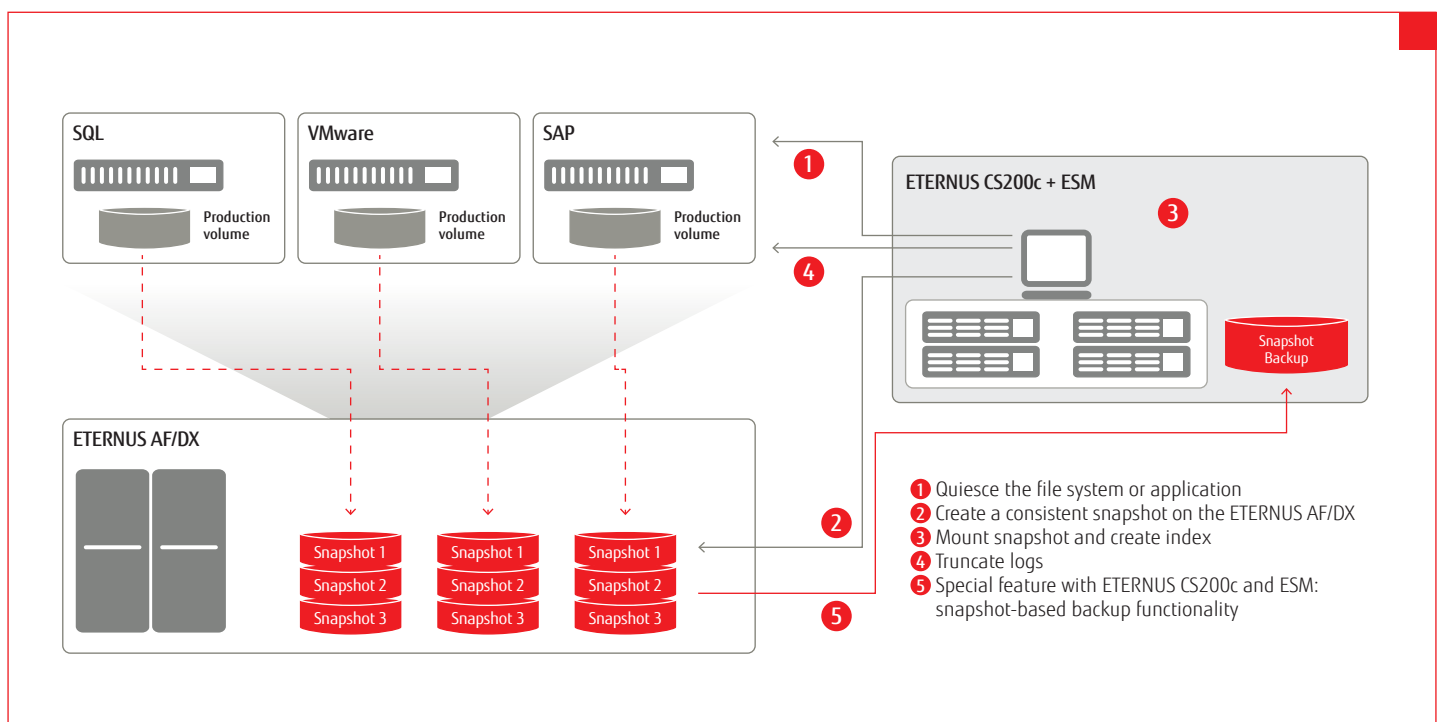 SQL
Production
volume
VMware
Production
volume
SAP
Production
volume
1
4
ETERNUS CS200c + ESM
3
Snapshot
Backup
ETERNUS AF/DX
Snapshot 1
Snapshot 2
Snapshot 3
Snapshot 1
Snapshot 2
Snapshot 3
Snapshot 1
Snapshot 2
Snapshot 3
2
5
1 Quiesce the file system or application
2 Create a consistent snapshot on the ETERNUS AF/DX
3 Mount snapshot and create index
4 Truncate logs
5 Special feature with ETERNUS CS200c and ESM:
snapshot-based backup functionality